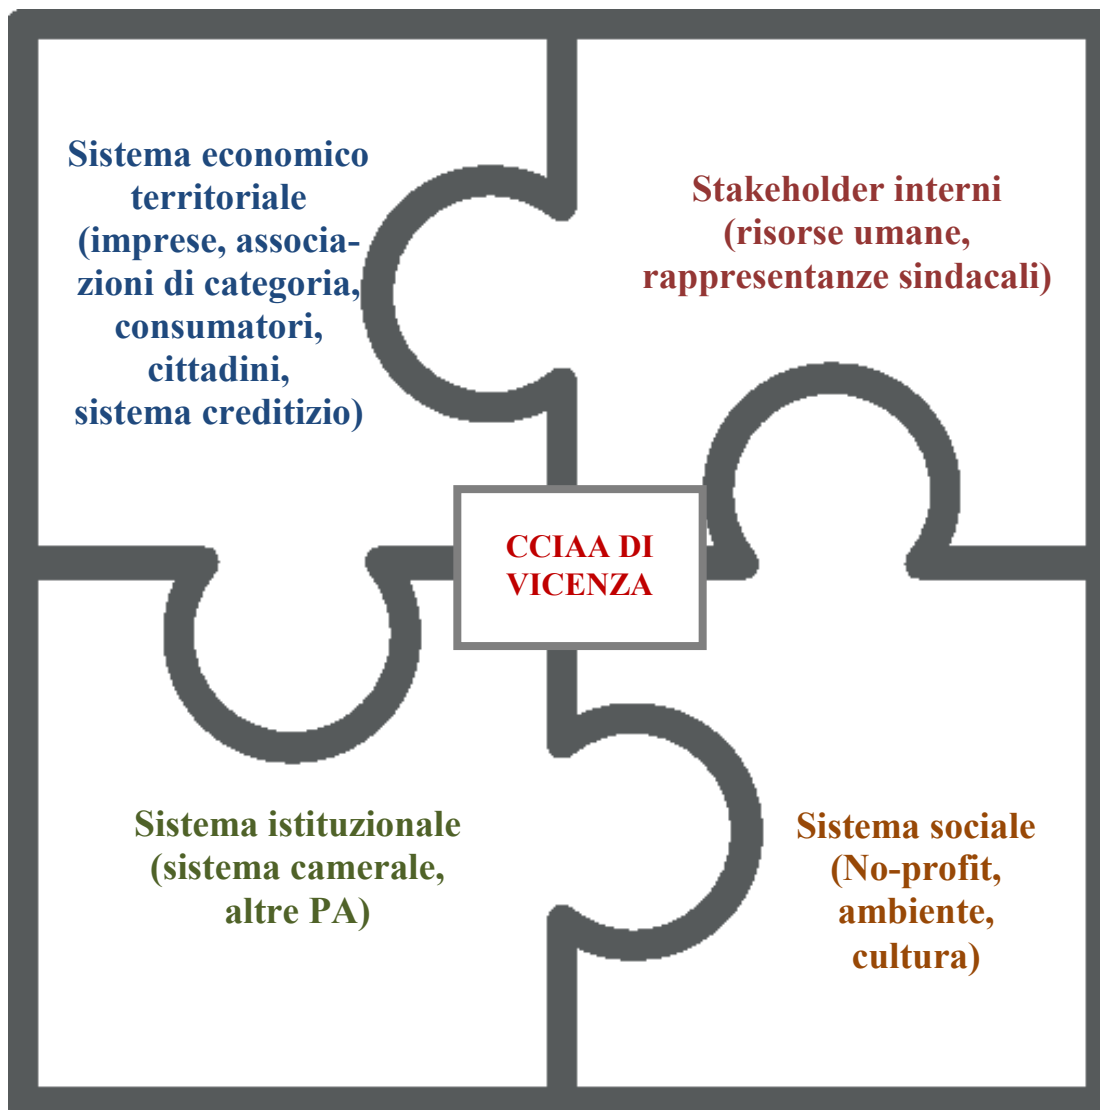 Sistema economico
territoriale
(imprese, associa-
zioni di categoria,
consumatori,
cittadini,
sistema creditizio)
Stakeholder interni
(risorse umane,
rappresentanze sindacali)
CCIAA DI
VICENZA
Sistema istituzionale
(sistema camerale,
altre PA)
Sistema sociale
(No-profit,
ambiente,
cultura)